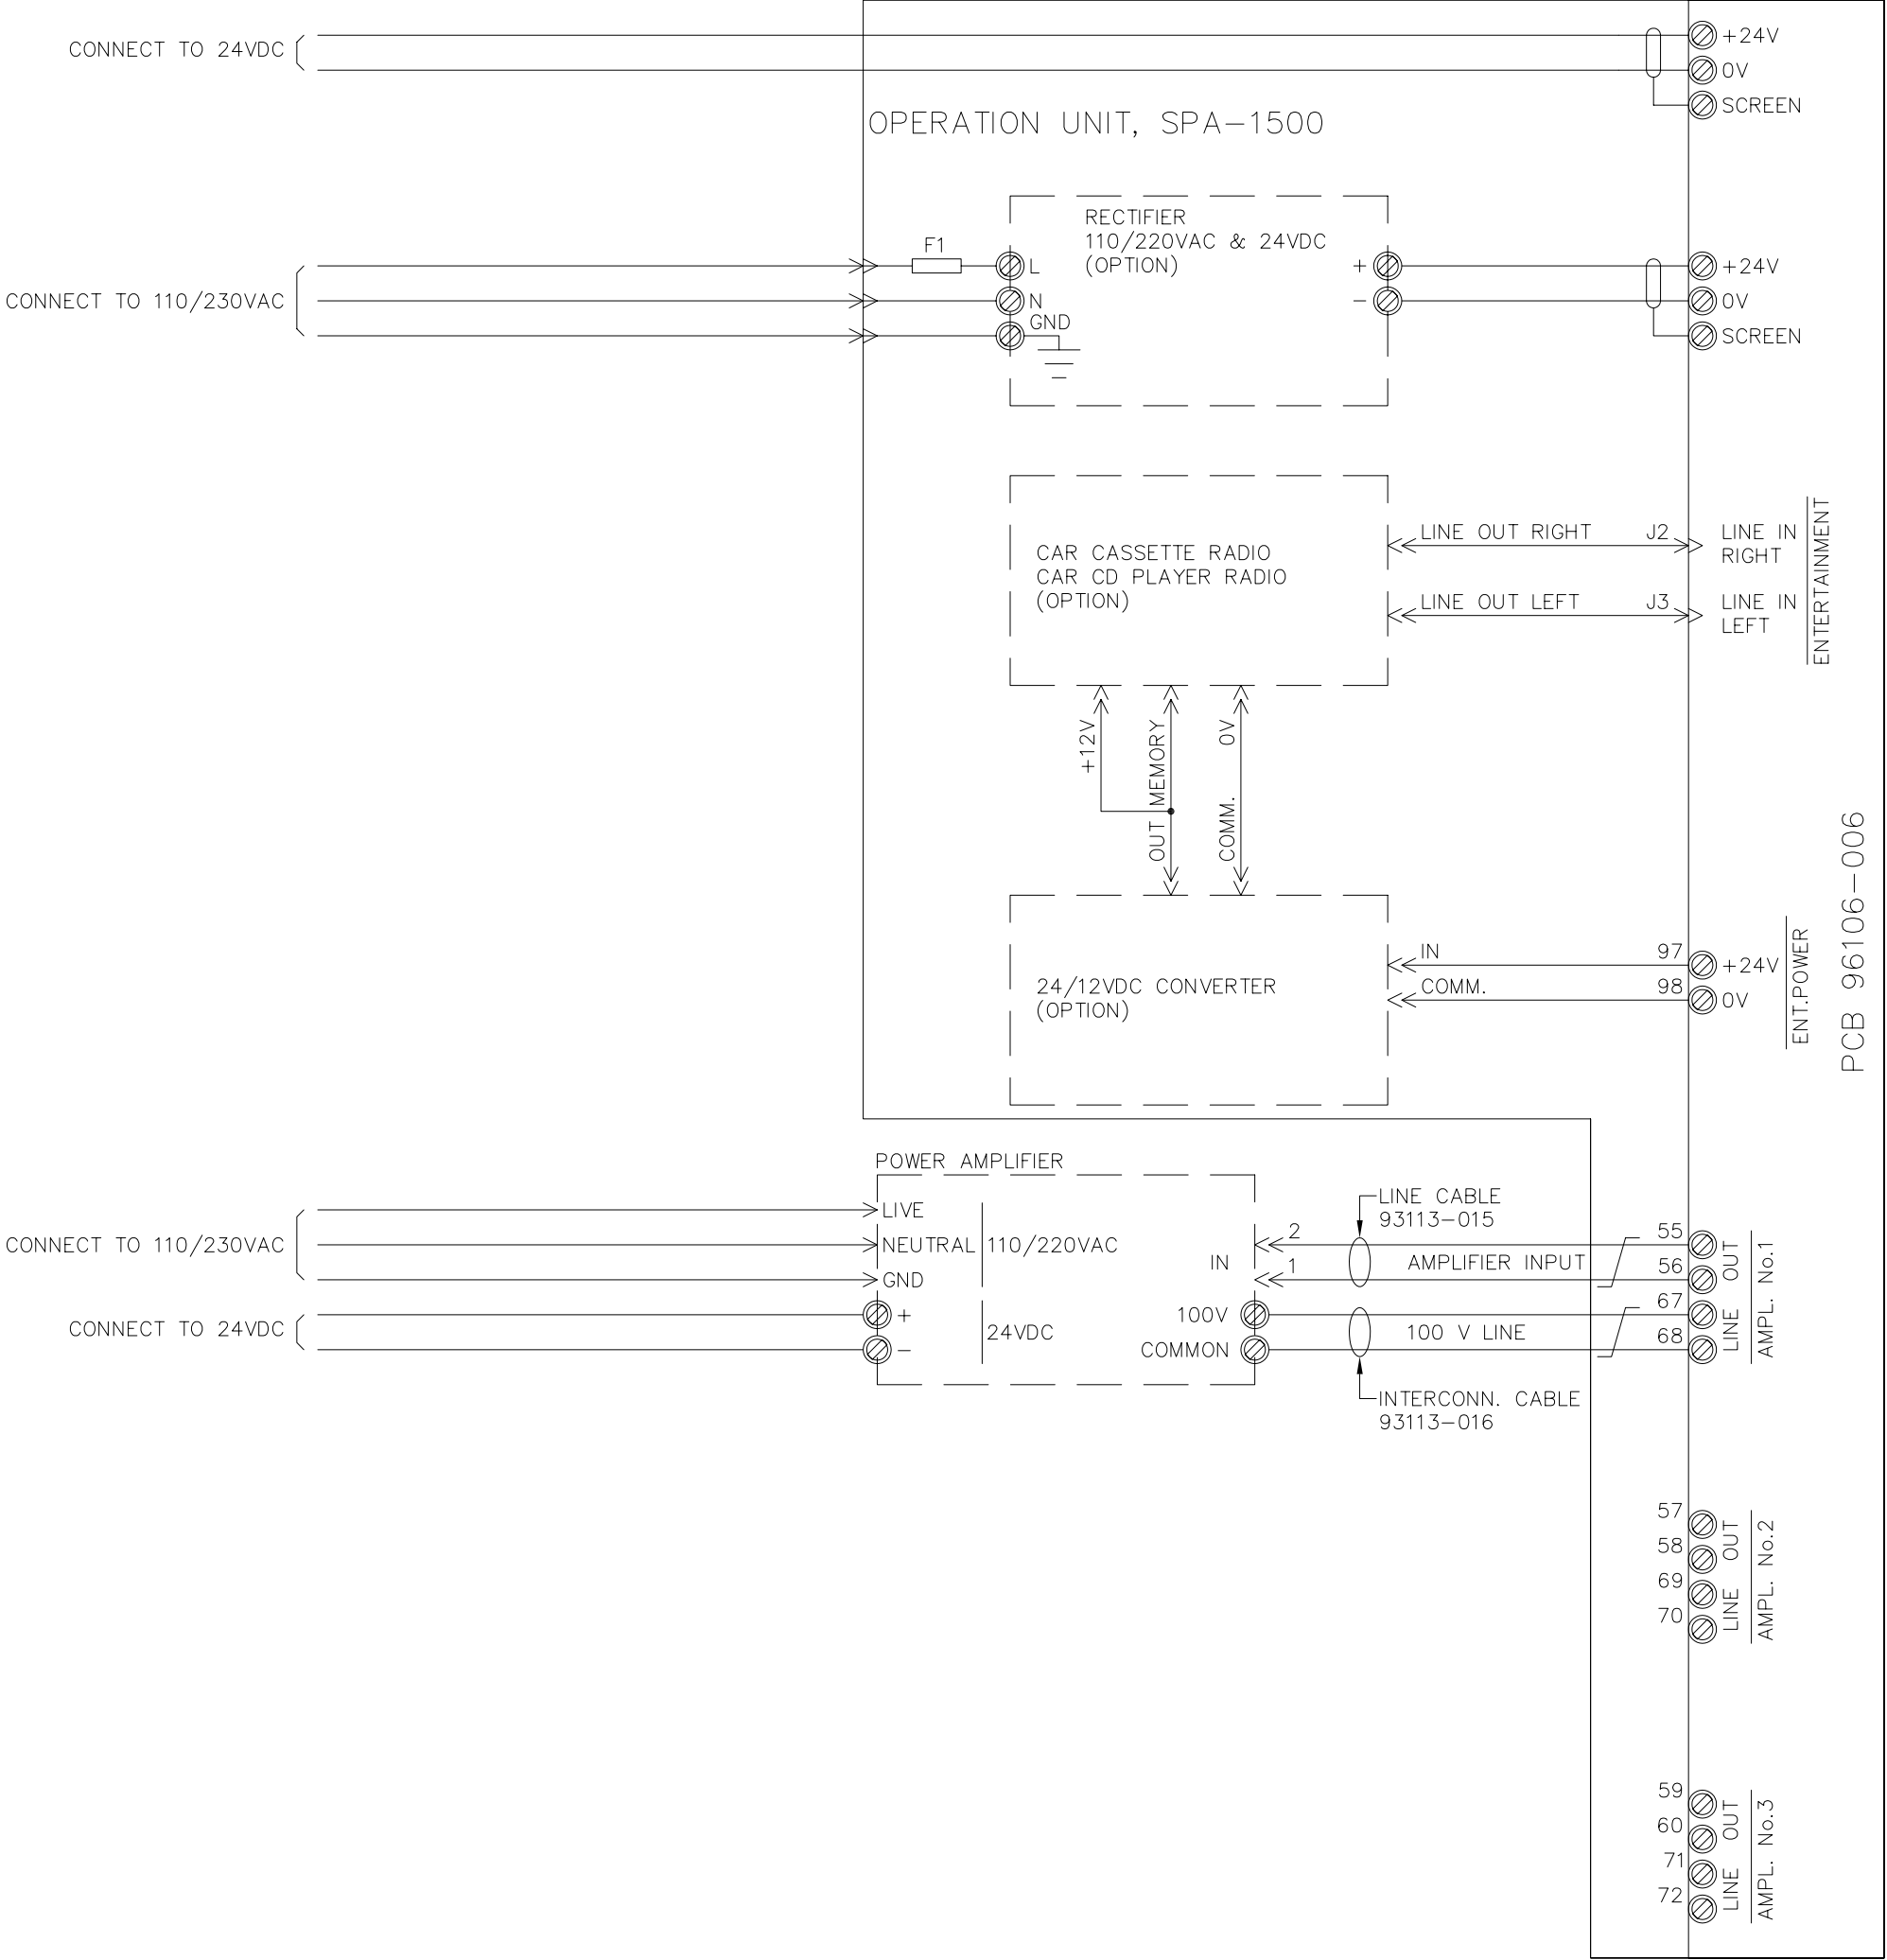 CONNECT TO 24VDC
+24V
0V
SCREEN
OPERATION UNIT, SPA-1500
RECTIFIER
110/220VAC & 24VDC
(OPTION)
F1
L
N
GND
+
-
+24V
0V
SCREEN
CONNECT TO 110/230VAC
CAR CASSETTE RADIO
CAR CD PLAYER RADIO
(OPTION)
LINE OUT RIGHT
J2
LINE IN
RIGHT
LINE OUT LEFT
J3
LINE IN
LEFT
ENTERTAINMENT
+12V
OUT MEMORY
COMM. 0V
24/12VDC CONVERTER
(OPTION)
IN
97
+24V
COMM.
98
0V
ENT.POWER
PCB 96106-006
POWER AMPLIFIER
CONNECT TO 110/230VAC
LIVE
NEUTRAL
GND
110/220VAC
CONNECT TO 24VDC
+
-
24VDC
IN
2
1
100V
COMMON
LINE CABLE
93113-015
AMPLIFIER INPUT
100 V LINE
INTERCONN. CABLE
93113-016
55
56
67
68
LINE OUT
AMPL. No.1
57
58
69
70
LINE OUT
AMPL. No.2
59
60
71
72
LINE OUT
AMPL. No.3